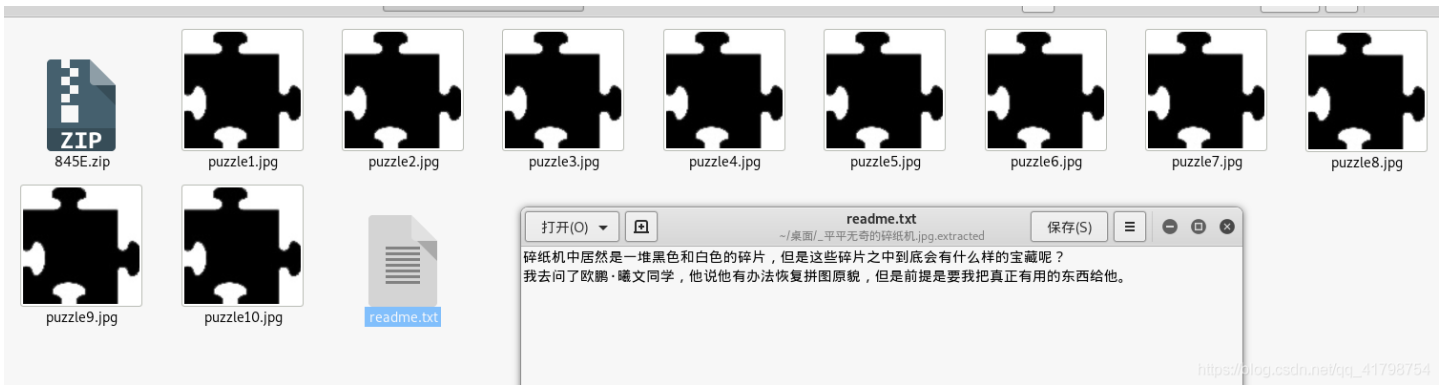 ZIP
845E.zip
puzzle1.jpg
puzzle2.jpg
puzzle3.jpg
puzzle4.jpg
puzzle5.jpg
puzzle6.jpg
puzzle7.jpg
puzzle8.jpg
puzzle9.jpg
puzzle10.jpg
readme.txt
打开(O)
readme.txt
~/桌面/_平平无奇的碎纸机.jpg.extracted
保存(S)
碎纸机中居然是一堆黑色和白色的碎片，但是这些碎片之中到底会有什么样的宝藏呢？
我去问了欧鹏·曦文同学，他说他有办法恢复拼图原貌，但是前提是要我把真正有用的东西给他。
https://blog.csdn.net/qq_41798754